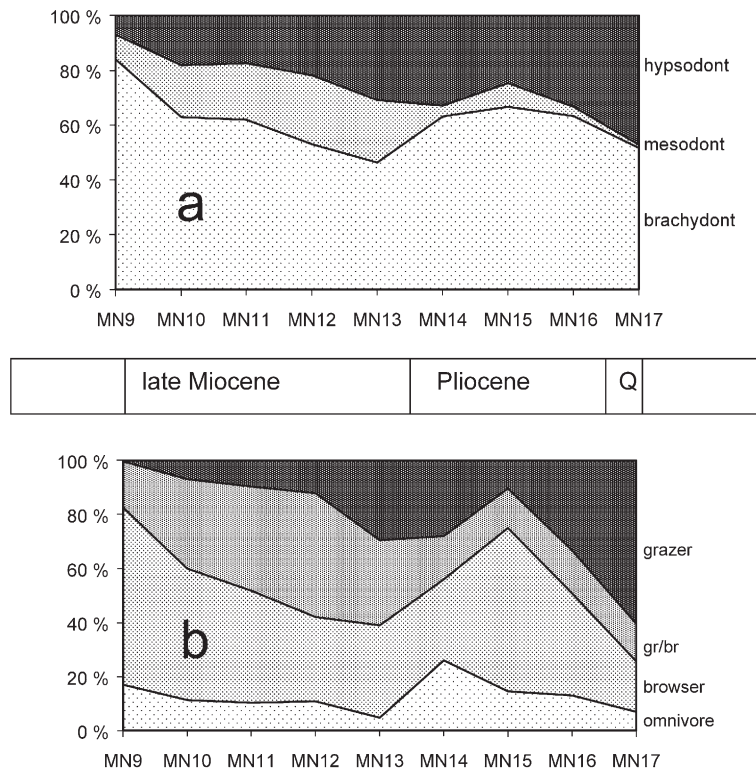 100 %
80 %
60 %
40 %
20 %
0 %
a
hypsodont
mesodont
brachydont
MN9 MN10 MN11 MN12 MN13 MN14 MN15 MN16 MN17
late Miocene Pliocene Q
100 %
80 %
60 %
40 %
20 %
0 %
b
grazer
gr/br
browser
omnivore
MN9 MN10 MN11 MN12 MN13 MN14 MN15 MN16 MN17